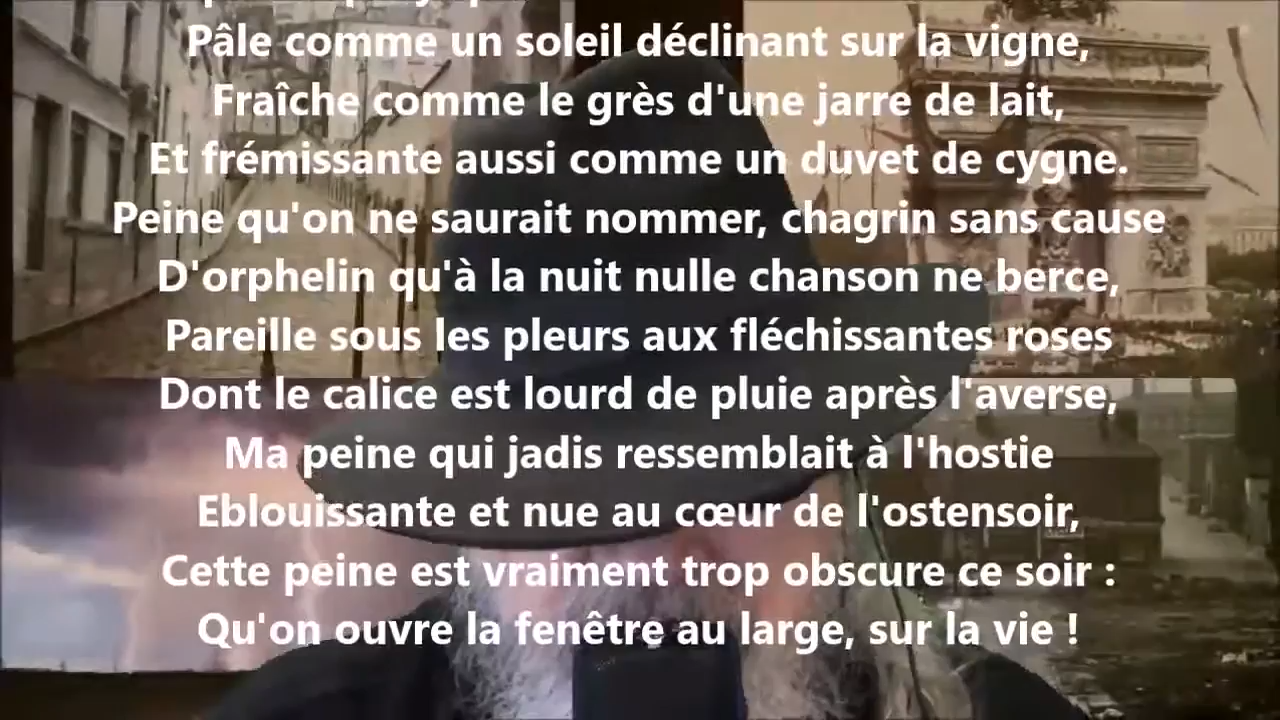 Pâle comme un soleil déclinant sur la vigne,
Fraîche comme le grès d'une jarre de lait,
Et frémissante aussi comme un duvet de cygne.
Peine qu'on ne saurait nommer, chagrin sans cause
D'orphelin qu'à la nuit nulle chanson ne berce,
Pareille sous les pleurs aux fléchissantes roses
Dont le calice est lourd de pluie après l'averse,
Ma peine qui jadis ressemblait à l'hostie
Eblouissante et nue au cœur de l'ostensoir,
Cette peine est vraiment trop obscure ce soir :
Qu'on ouvre la fenêtre au large, sur la vie !